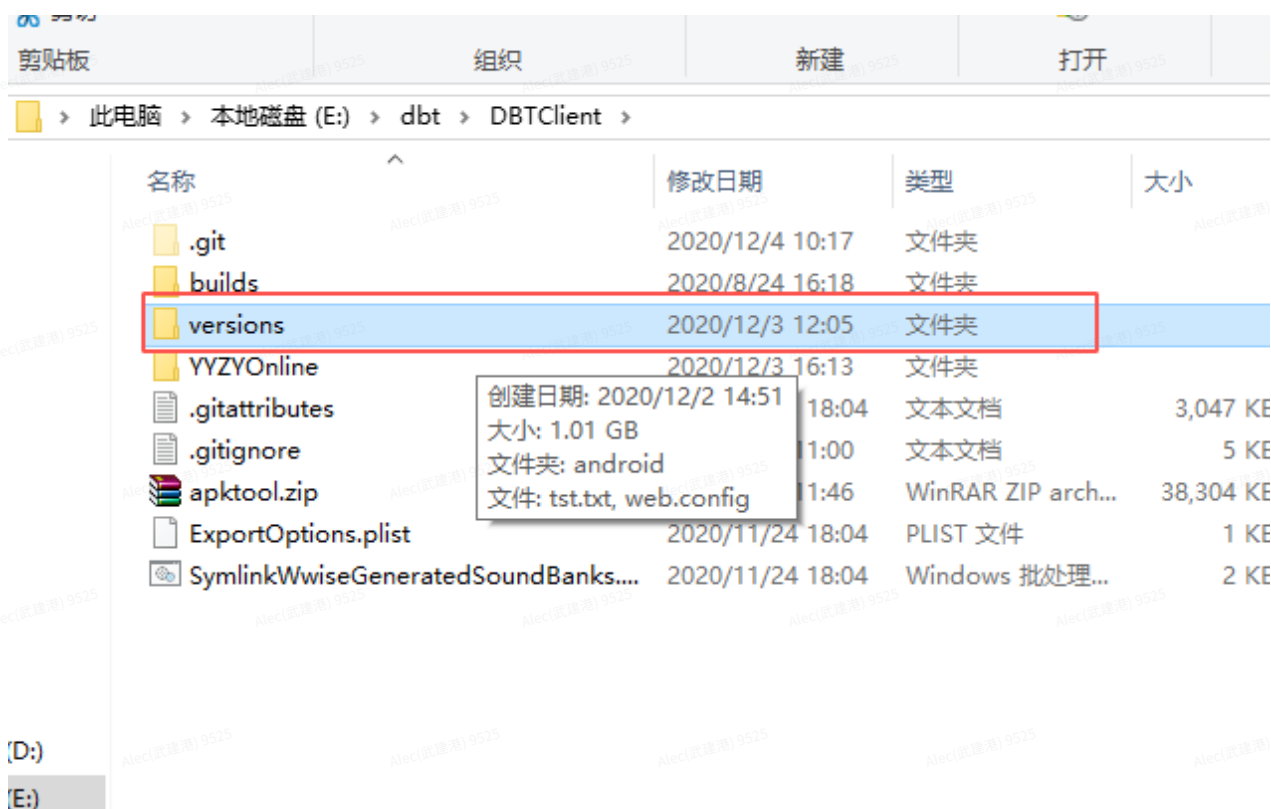 剪贴板 组织 新建 打开
此电脑 > 本地磁盘 (E:) > dbt > DBTClient >
名称 修改日期 类型 大小
.git 2020/12/4 10:17 文件夹
builds 2020/8/24 16:18 文件夹
versions 2020/12/3 12:05 文件夹
YYZYOnline 2020/12/3 16:13 文件夹
.gitattributes 18:04 文本文档 3,047 KB
.gitignore 11:00 文本文档 5 KB
apktool.zip 11:46 WinRAR ZIP arch... 38,304 KB
ExportOptions.plist 2020/11/24 18:04 PLIST 文件 1 KB
SymlinkWwiseGeneratedSoundBanks.... 2020/11/24 18:04 Windows 批处理... 2 KB
创建日期: 2020/12/2 14:51
大小: 1.01 GB
文件夹: android
文件: tst.txt, web.config
(D:)
(E:)
Alec(武建港) 9525